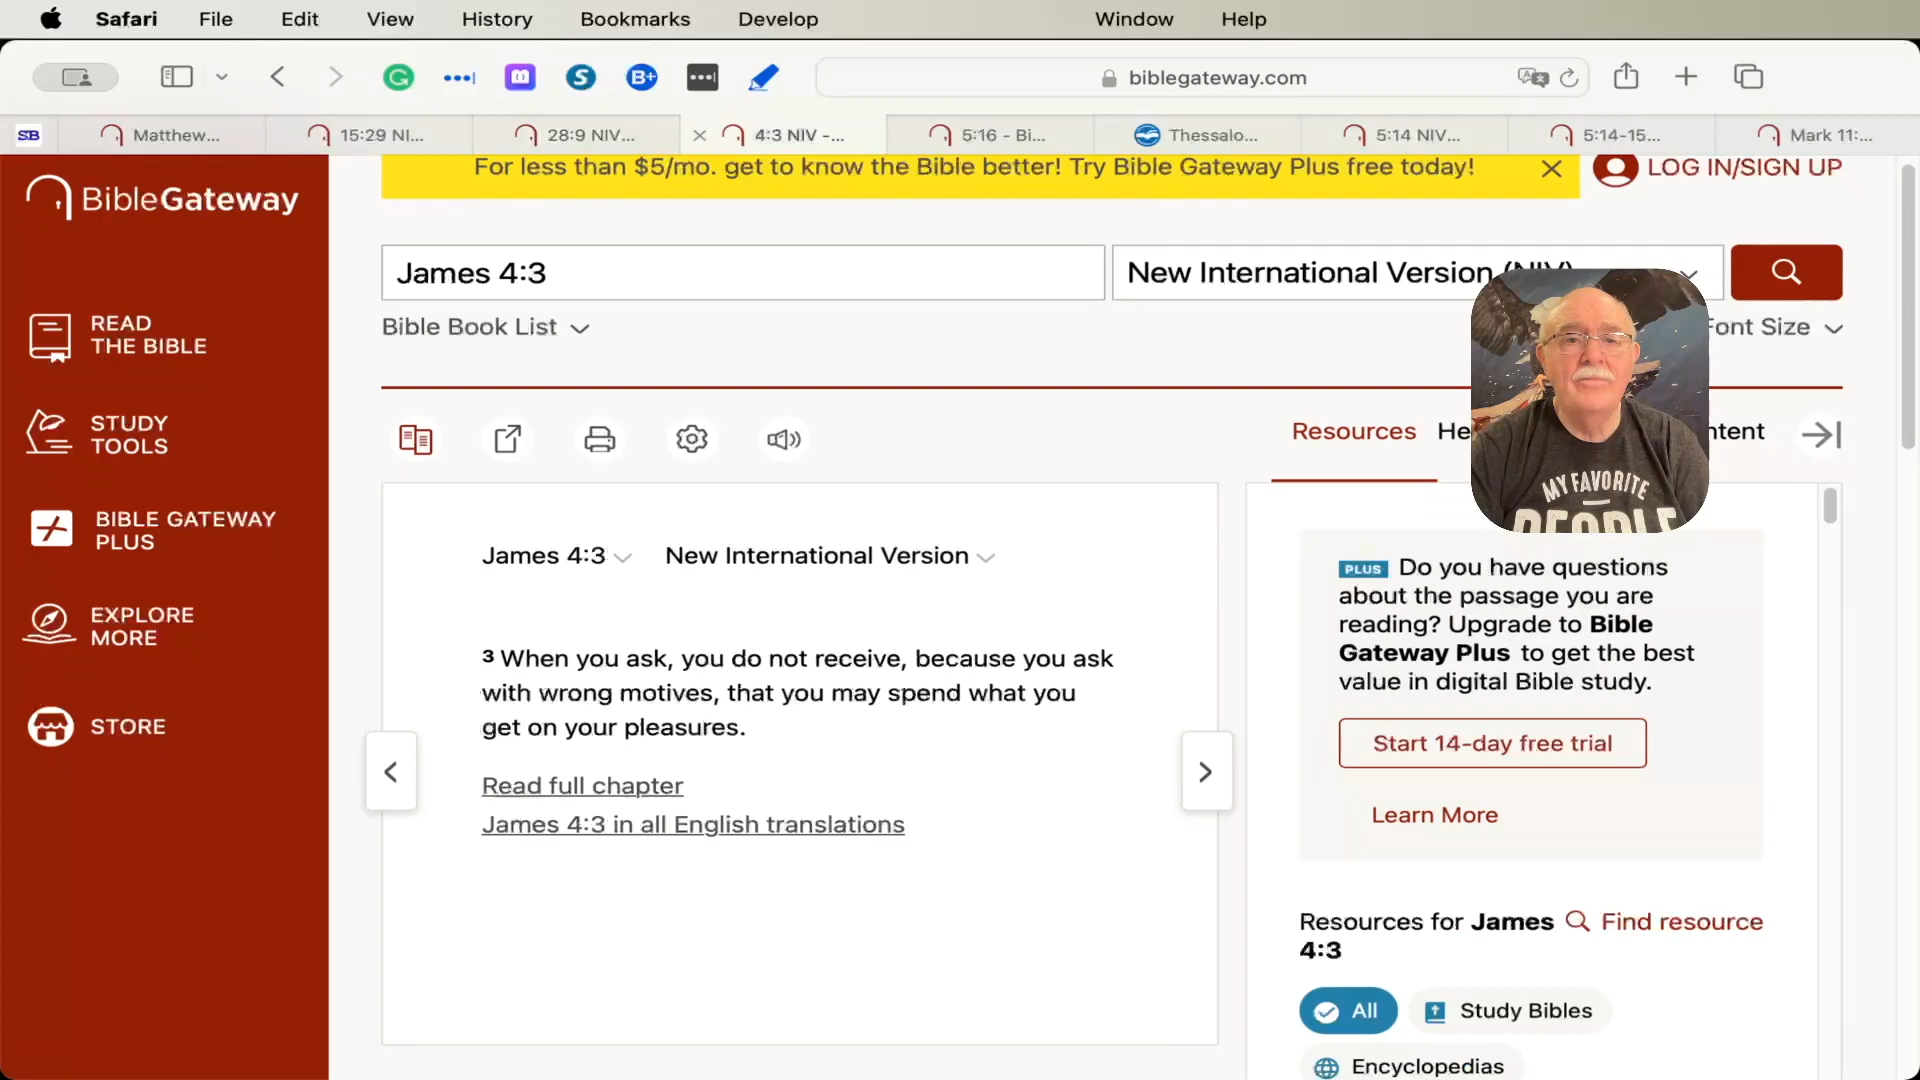 Safari File Edit View History Bookmarks Develop Window Help
biblegateway.com
SB Matthew... 15:29 NI... 28:9 NIV... 4:3 NIV -... 5:16 - Bi... Thessalo... 5:14 NIV... 5:14-15... Mark 11:...
For less than $5/mo. get to know the Bible better! Try Bible Gateway Plus free today!
LOG IN/SIGN UP
BibleGateway
READ
THE BIBLE
STUDY
TOOLS
BIBLE GATEWAY
PLUS
EXPLORE
MORE
STORE
James 4:3
New International Version (NIV)
Bible Book List
Font Size
Resources
MY FAVORITE
PEOPLE
James 4:3 New International Version
3 When you ask, you do not receive, because you ask
with wrong motives, that you may spend what you
get on your pleasures.
Read full chapter
James 4:3 in all English translations
PLUS Do you have questions
about the passage you are
reading? Upgrade to Bible
Gateway Plus to get the best
value in digital Bible study.
Start 14-day free trial
Learn More
Resources for James
4:3
Find resource
All
Study Bibles
Encyclopedias